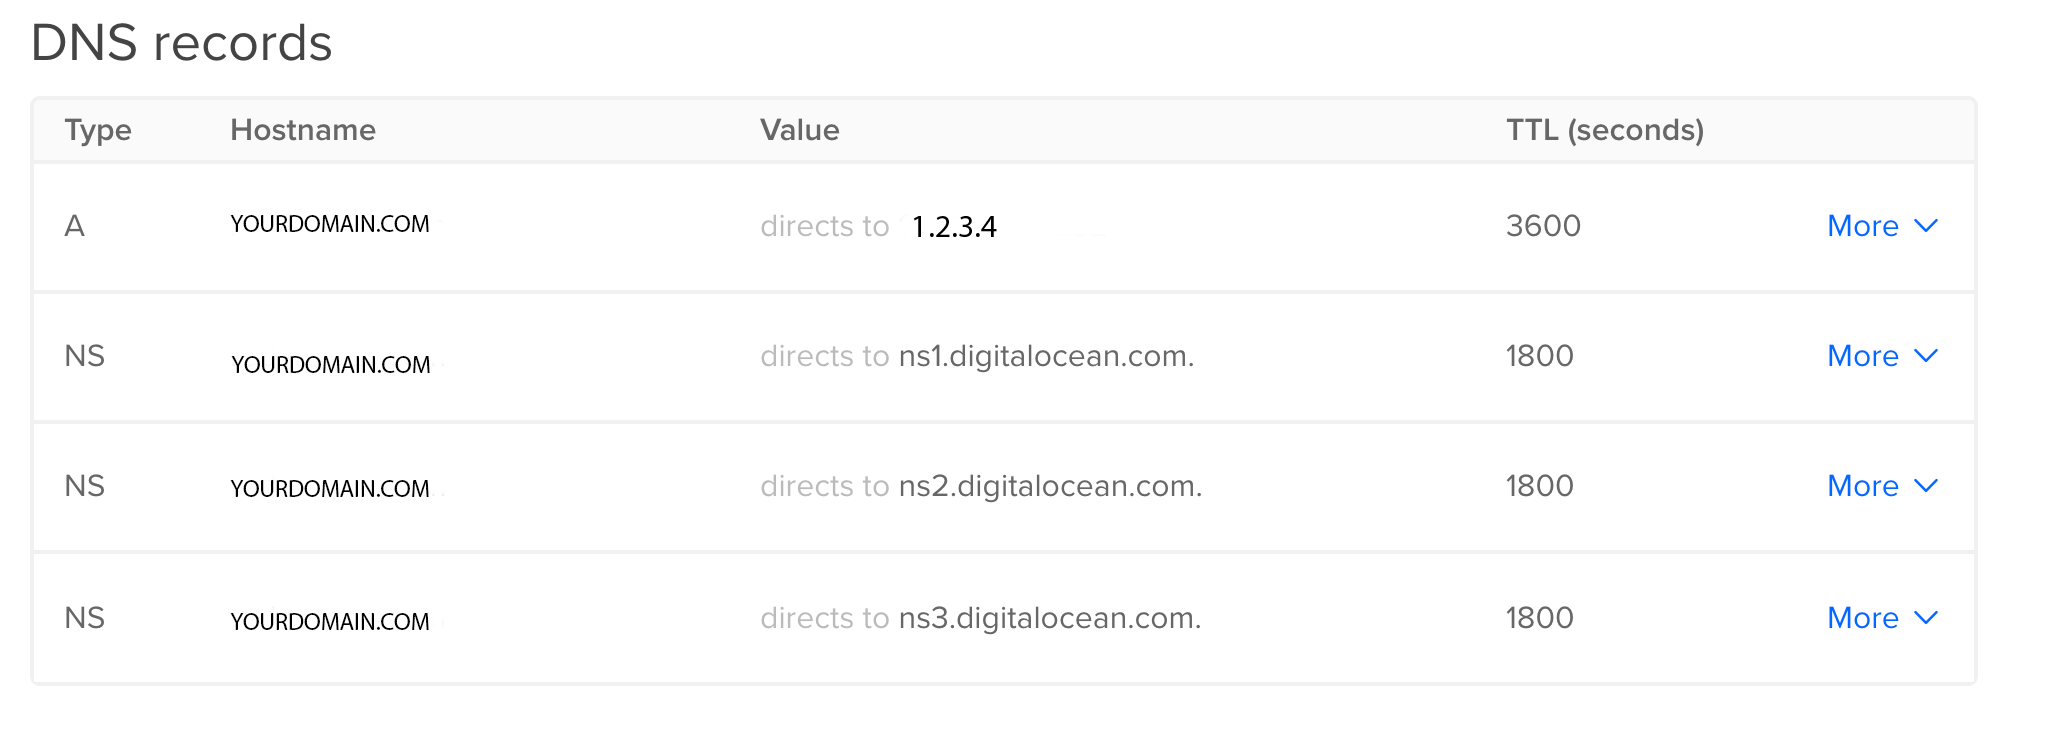 DNS records
Type Hostname Value TTL (seconds)
A YOURDOMAIN.COM directs to 1.2.3.4 3600 More
NS YOURDOMAIN.COM directs to ns1.digitalocean.com. 1800 More
NS YOURDOMAIN.COM directs to ns2.digitalocean.com. 1800 More
NS YOURDOMAIN.COM directs to ns3.digitalocean.com. 1800 More